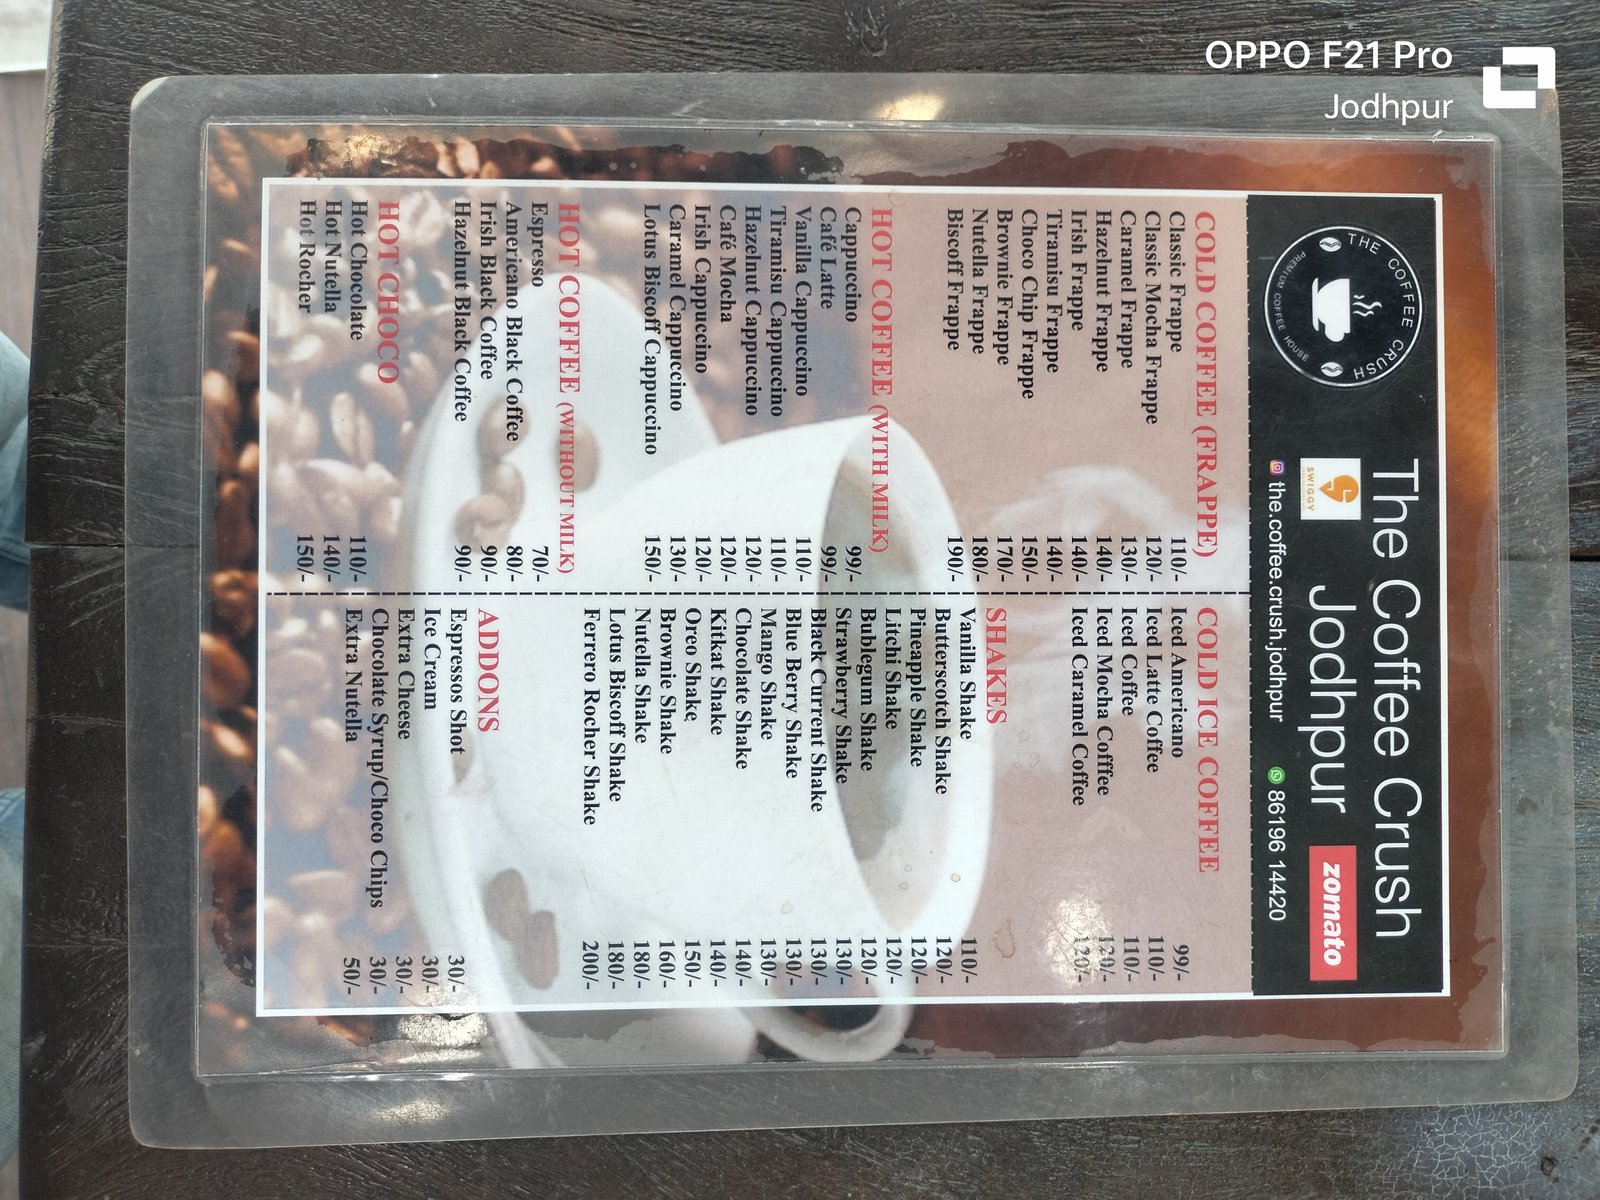 OPPO F21 Pro
Jodhpur
THE COFFEE CRUSH
PREMIUM COFFEE HOUSE
The Coffee Crush
Jodhpur
SWIGGY
zomato
the.coffee.crush.jodhpur 86196 14420
COLD COFFEE (FRAPPE)
Classic Frappe 110/-
Classic Mocha Frappe 120/-
Caramel Frappe 130/-
Hazelnut Frappe 140/-
Irish Frappe 140/-
Tiramisu Frappe 140/-
Choco Chip Frappe 150/-
Brownie Frappe 170/-
Nutella Frappe 180/-
Biscoff Frappe 190/-
HOT COFFEE (WITH MILK)
Cappuccino 99/-
Café Latte 99/-
Vanilla Cappuccino 110/-
Tiramisu Cappuccino 110/-
Hazelnut Cappuccino 120/-
Café Mocha 120/-
Irish Cappuccino 120/-
Caramel Cappuccino 130/-
Lotus Biscoff Cappuccino 150/-
HOT COFFEE (WITHOUT MILK)
Espresso 70/-
Americano Black Coffee 80/-
Irish Black Coffee 90/-
Hazelnut Black Coffee 90/-
HOT CHOCO
Hot Chocolate 110/-
Hot Nutella 140/-
Hot Rocher 150/-
COLD ICE COFFEE
Iced Americano 99/-
Iced Latte Coffee 110/-
Iced Coffee 110/-
Iced Mocha Cofffee 120/-
Iced Caramel Coffee 120/-
SHAKES
Vanilla Shake 110/-
Butterscotch Shake 120/-
Pineapple Shake 120/-
Litchi Shake 120/-
Bublegum Shake 120/-
Strawberry Shake 130/-
Black Current Shake 130/-
Blue Berry Shake 130/-
Mango Shake 130/-
Chocolate Shake 140/-
Kitkat Shake 140/-
Oreo Shake 150/-
Brownie Shake 160/-
Nutella Shake 180/-
Lotus Biscoff Shake 180/-
Ferrero Rocher Shake 200/-
ADDONS
Espressos Shot 30/-
Ice Cream 30/-
Extra Cheese 30/-
Chocolate Syrup/Choco Chips 30/-
Extra Nutella 50/-